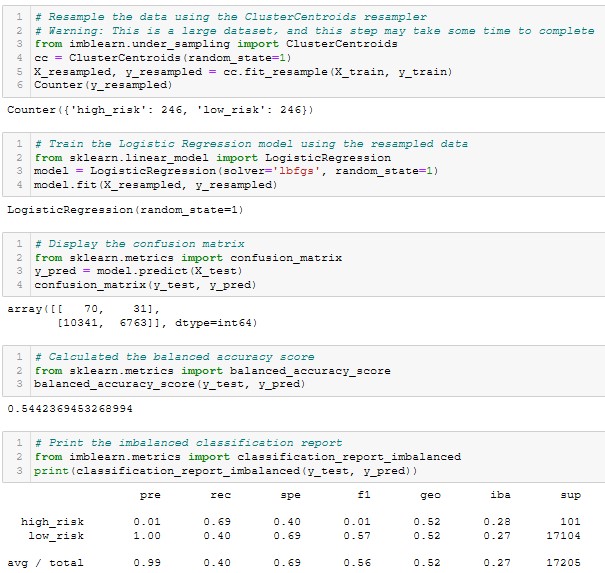 1 # Resample the data using the ClusterCentroids resampler
2 # Warning: This is a large dataset, and this step may take some time to complete
3 from imblearn.under_sampling import ClusterCentroids
4 cc = ClusterCentroids(random_state=1)
5 X_resampled, y_resampled = cc.fit_resample(X_train, y_train)
6 Counter(y_resampled)
Counter({'high_risk': 246, 'low_risk': 246})
1 # Train the Logistic Regression model using the resampled data
2 from sklearn.linear_model import LogisticRegression
3 model = LogisticRegression(solver='lbfgs', random_state=1)
4 model.fit(X_resampled, y_resampled)
LogisticRegression(random_state=1)
1 # Display the confusion matrix
2 from sklearn.metrics import confusion_matrix
3 y_pred = model.predict(X_test)
4 confusion_matrix(y_test, y_pred)
array([[   70,    31],
       [10341,  6763]], dtype=int64)
1 # Calculated the balanced accuracy score
2 from sklearn.metrics import balanced_accuracy_score
3 balanced_accuracy_score(y_test, y_pred)
0.5442369453268994
1 # Print the imbalanced classification report
2 from imblearn.metrics import classification_report_imbalanced
3 print(classification_report_imbalanced(y_test, y_pred))
pre rec spe f1 geo iba sup
high_risk 0.01 0.69 0.40 0.01 0.52 0.28 101
low_risk 1.00 0.40 0.69 0.57 0.52 0.27 17104
avg / total 0.99 0.40 0.69 0.56 0.52 0.27 17205